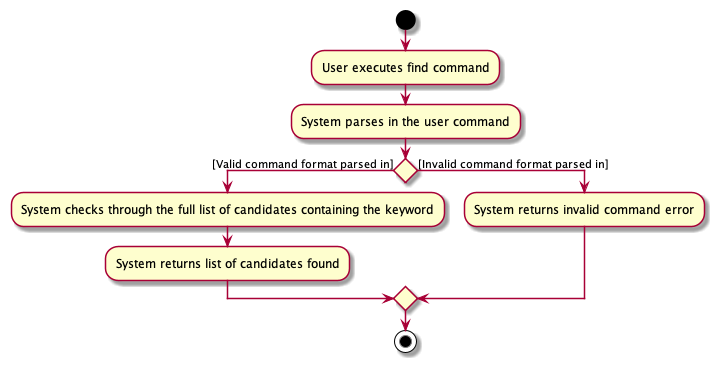 User executes find command
System parses in the user command
[Valid command format parsed in]
[Invalid command format parsed in]
System checks through the full list of candidates containing the keyword
System returns invalid command error
System returns list of candidates found